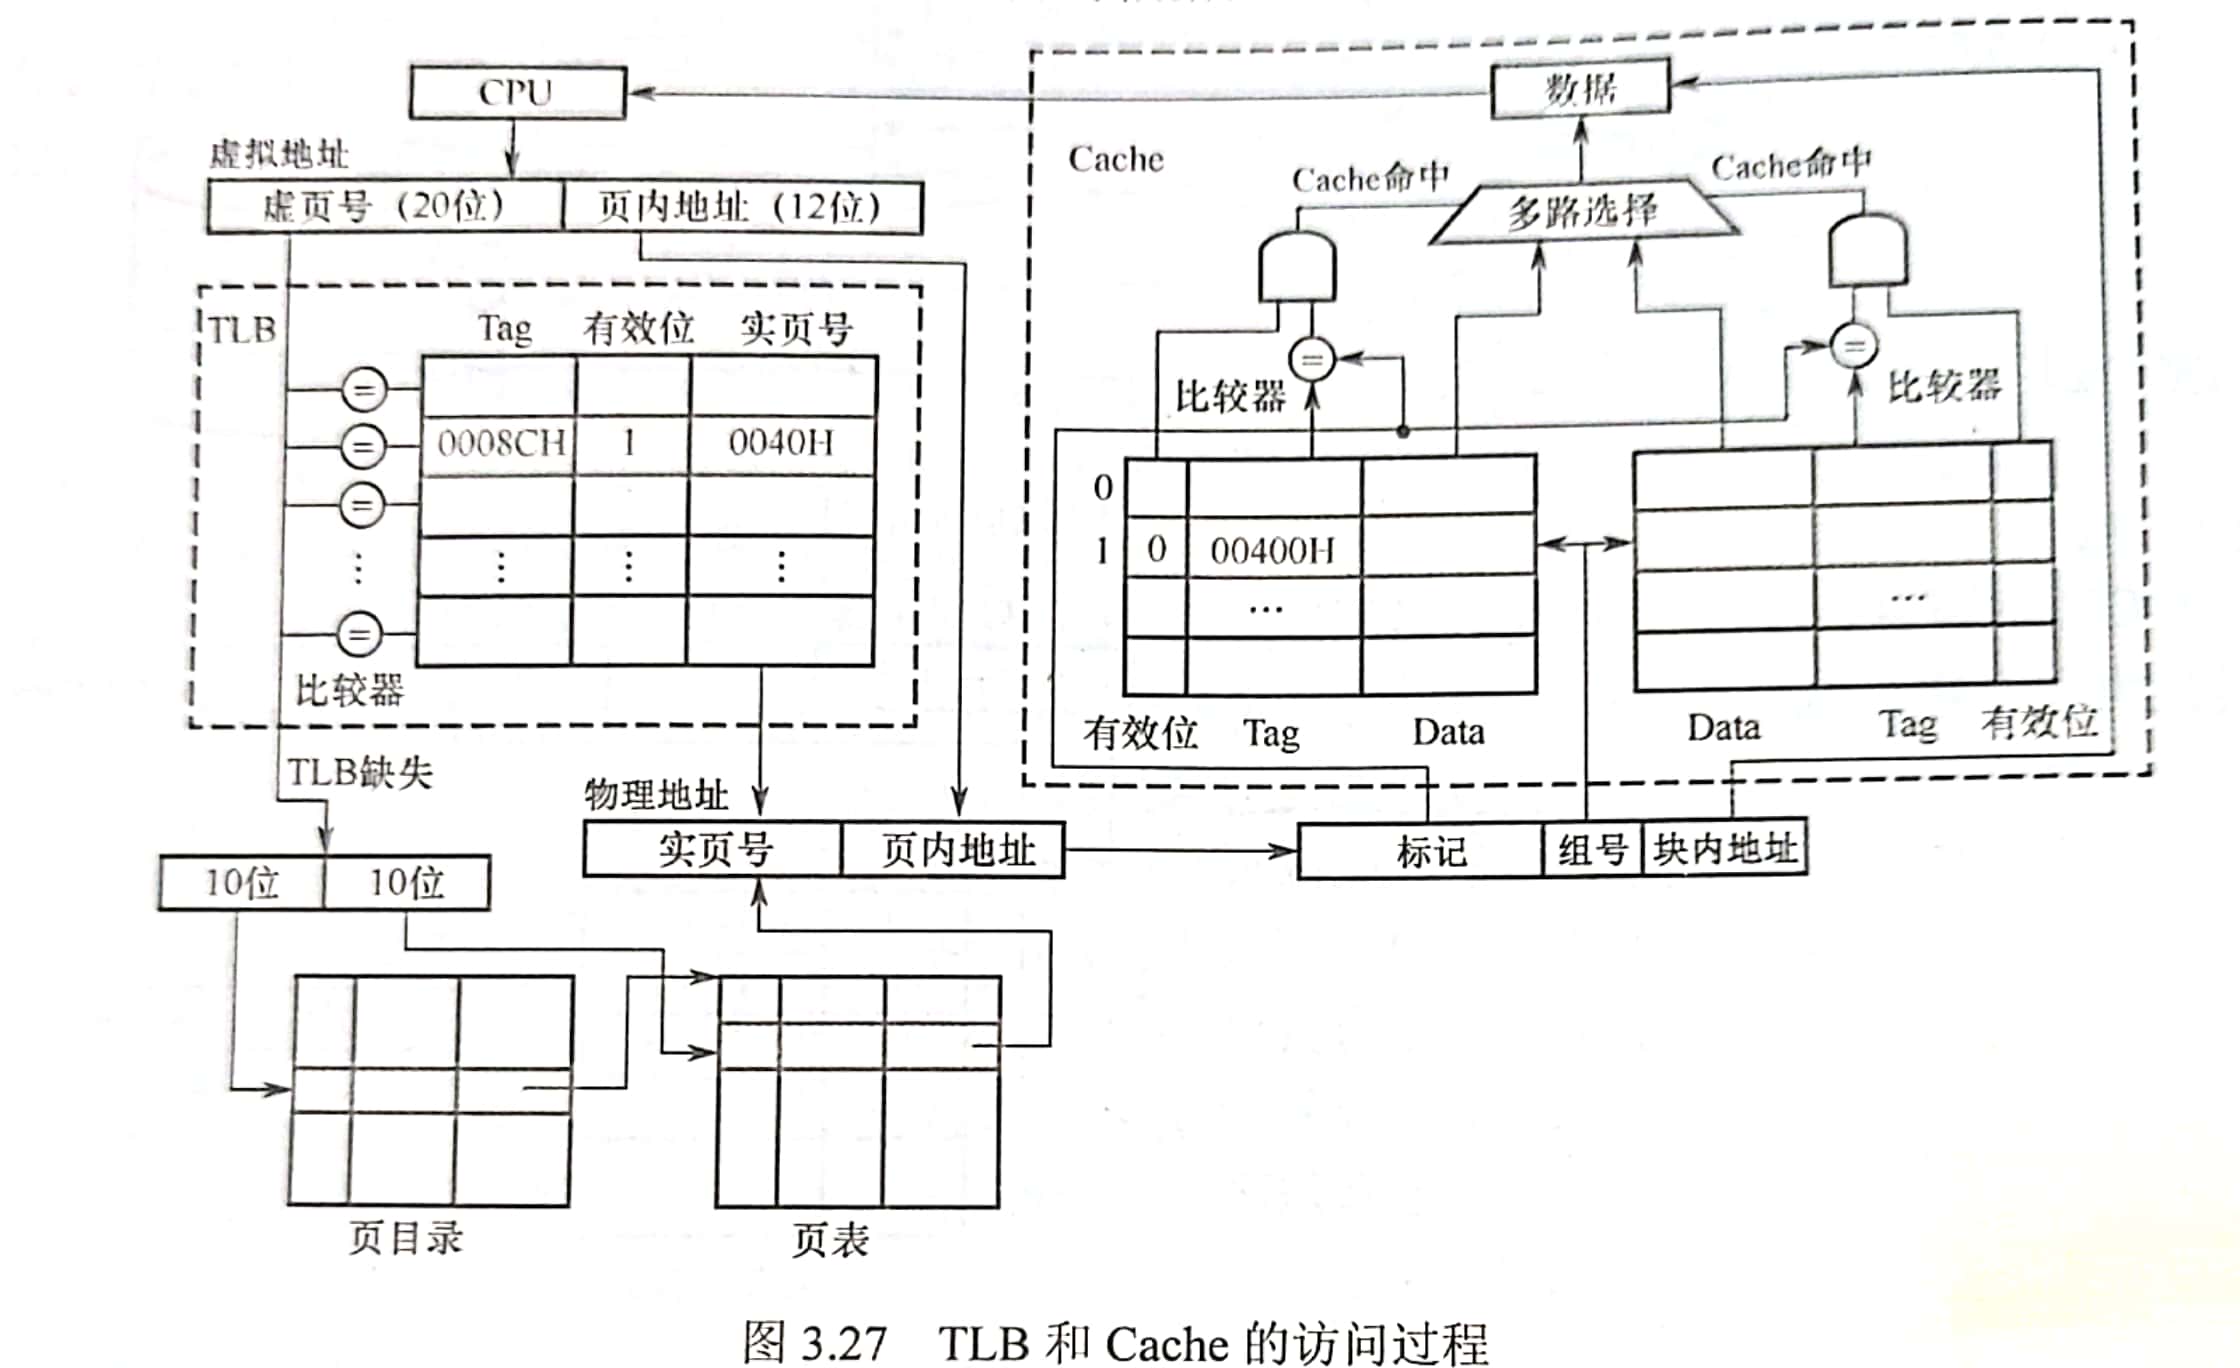 CPU
虚拟地址
虚页号（20位）
页内地址（12位）
TLB
Tag
有效位
实页号
=
=
0008CH
1
0040H
=
⋮
⋮
⋮
⋮
=
比较器
TLB缺失
10位
10位
页目录
页表
物理地址
实页号
页内地址
Cache
数据
Cache命中
多路选择
Cache命中
=
比较器
=
比较器
0
1
0
00400H
…
…
有效位
Tag
Data
Data
Tag
有效位
标记
组号
块内地址
图 3.27 TLB 和 Cache 的访问过程